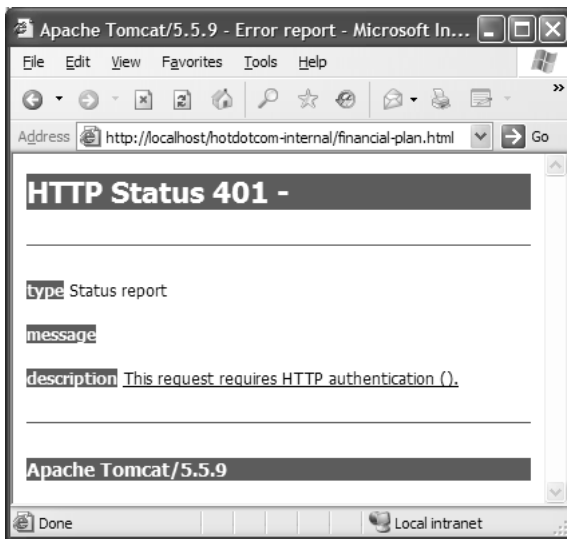 Apache Tomcat/5.5.9 - Error report - Microsoft In...
File Edit View Favorites Tools Help
»
Address http://localhost/hotdotcom-internal/financial-plan.html Go
HTTP Status 401 -
type Status report
message
description This request requires HTTP authentication ().
Apache Tomcat/5.5.9
Done Local intranet